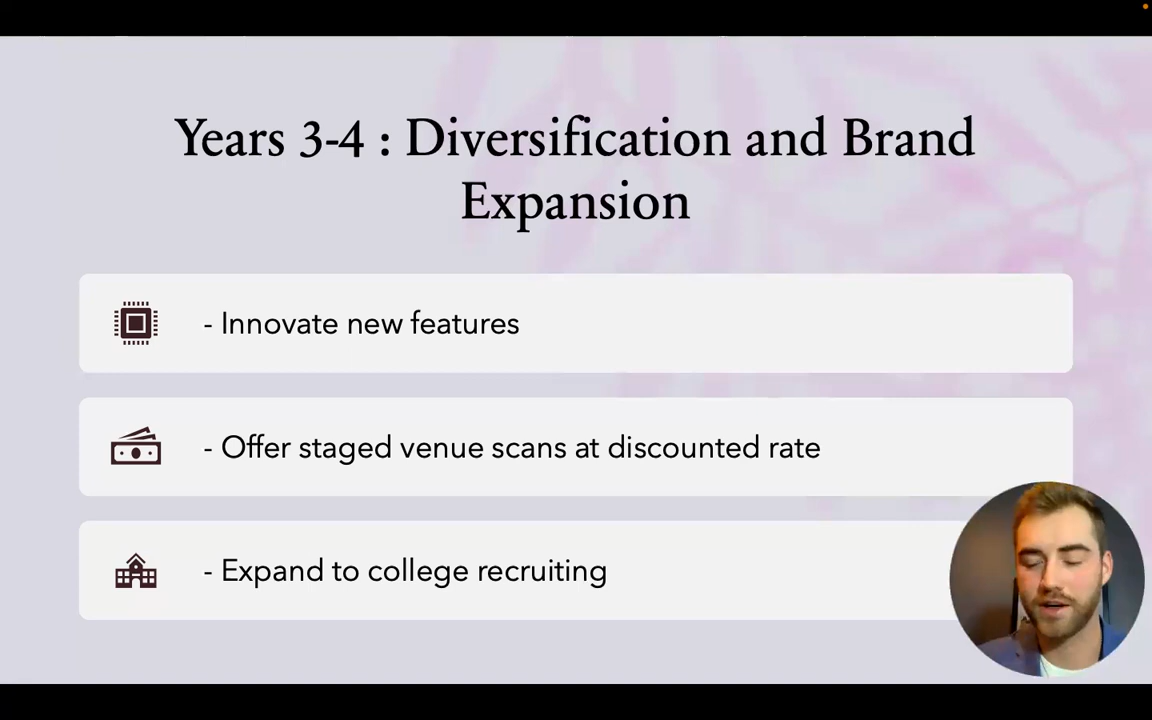 Years 3-4 : Diversification and Brand
Expansion
- Innovate new features
- Offer staged venue scans at discounted rate
- Expand to college recruiting